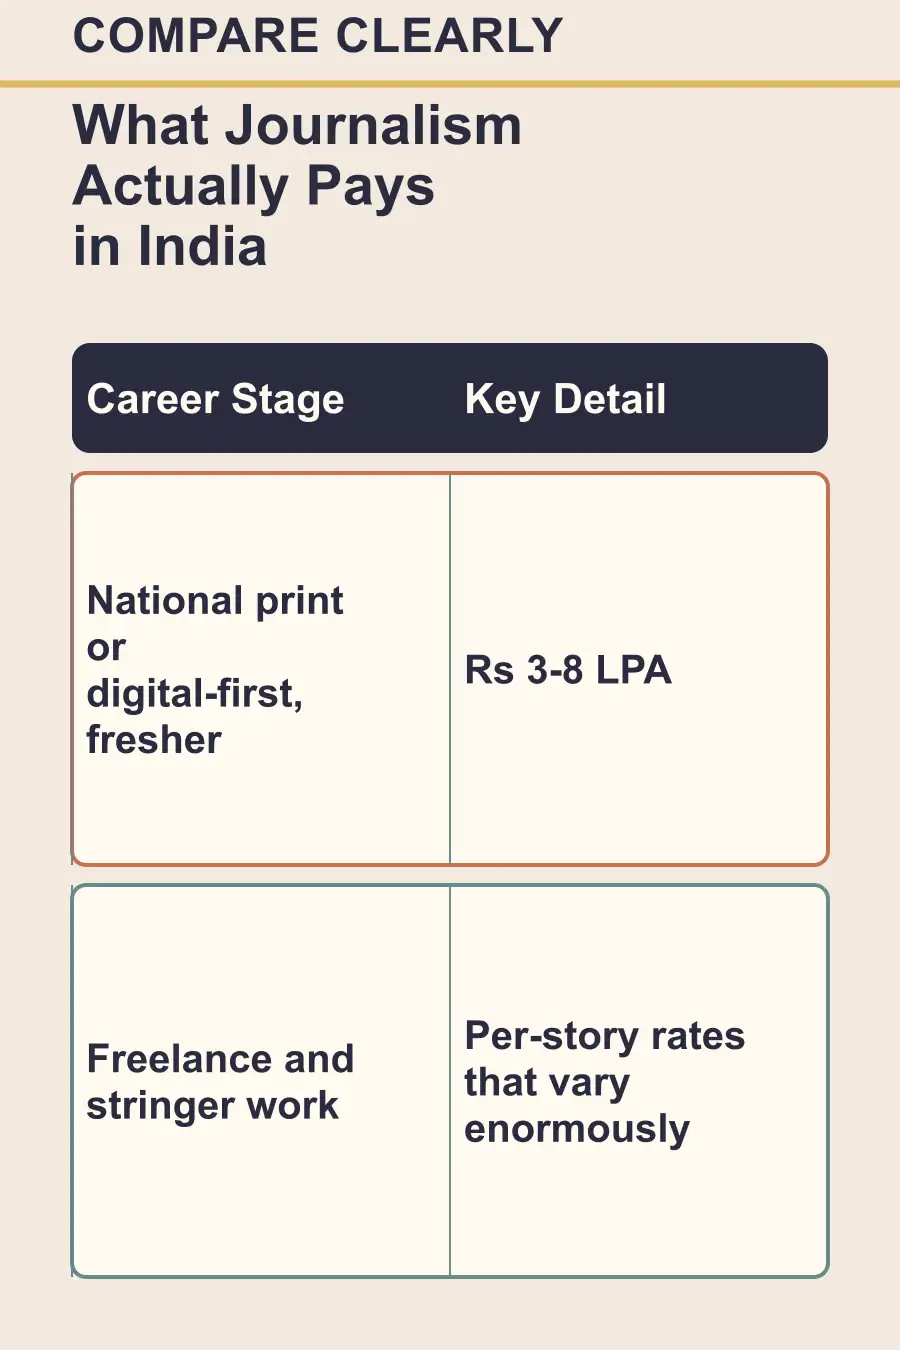 COMPARE CLEARLY
What Journalism
Actually Pays
in India
Career Stage
Key Detail
National print
or
digital-first,
fresher
Rs 3-8 LPA
Freelance and
stringer work
Per-story rates
that vary
enormously